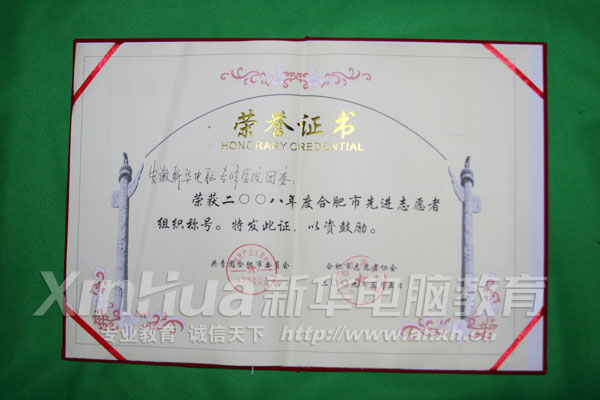 荣誉证书
HONORARY CREDENTIAL
安徽新华电脑专修学院团委:
荣获二〇〇八年度合肥市先进志愿者
组织称号。特发此证，以资鼓励。
共青团合肥市委员会 合肥市志愿者协会
Xinhua新华电脑教育
专业教育 诚信天下 http://www.ahxh.cn